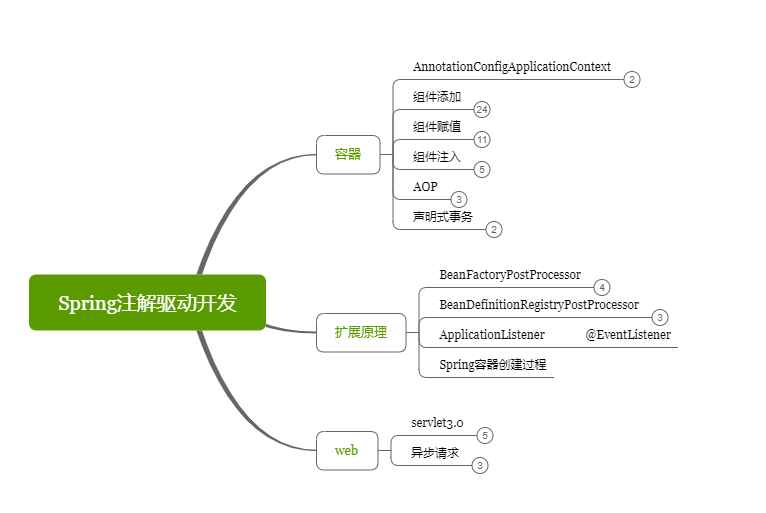 Spring注解驱动开发
容器
AnnotationConfigApplicationContext 2
组件添加 24
组件赋值 11
组件注入 5
AOP 3
声明式事务 2
扩展原理
BeanFactoryPostProcessor 4
BeanDefinitionRegistryPostProcessor 3
ApplicationListener @EventListener
Spring容器创建过程
web
servlet3.0 5
异步请求 3